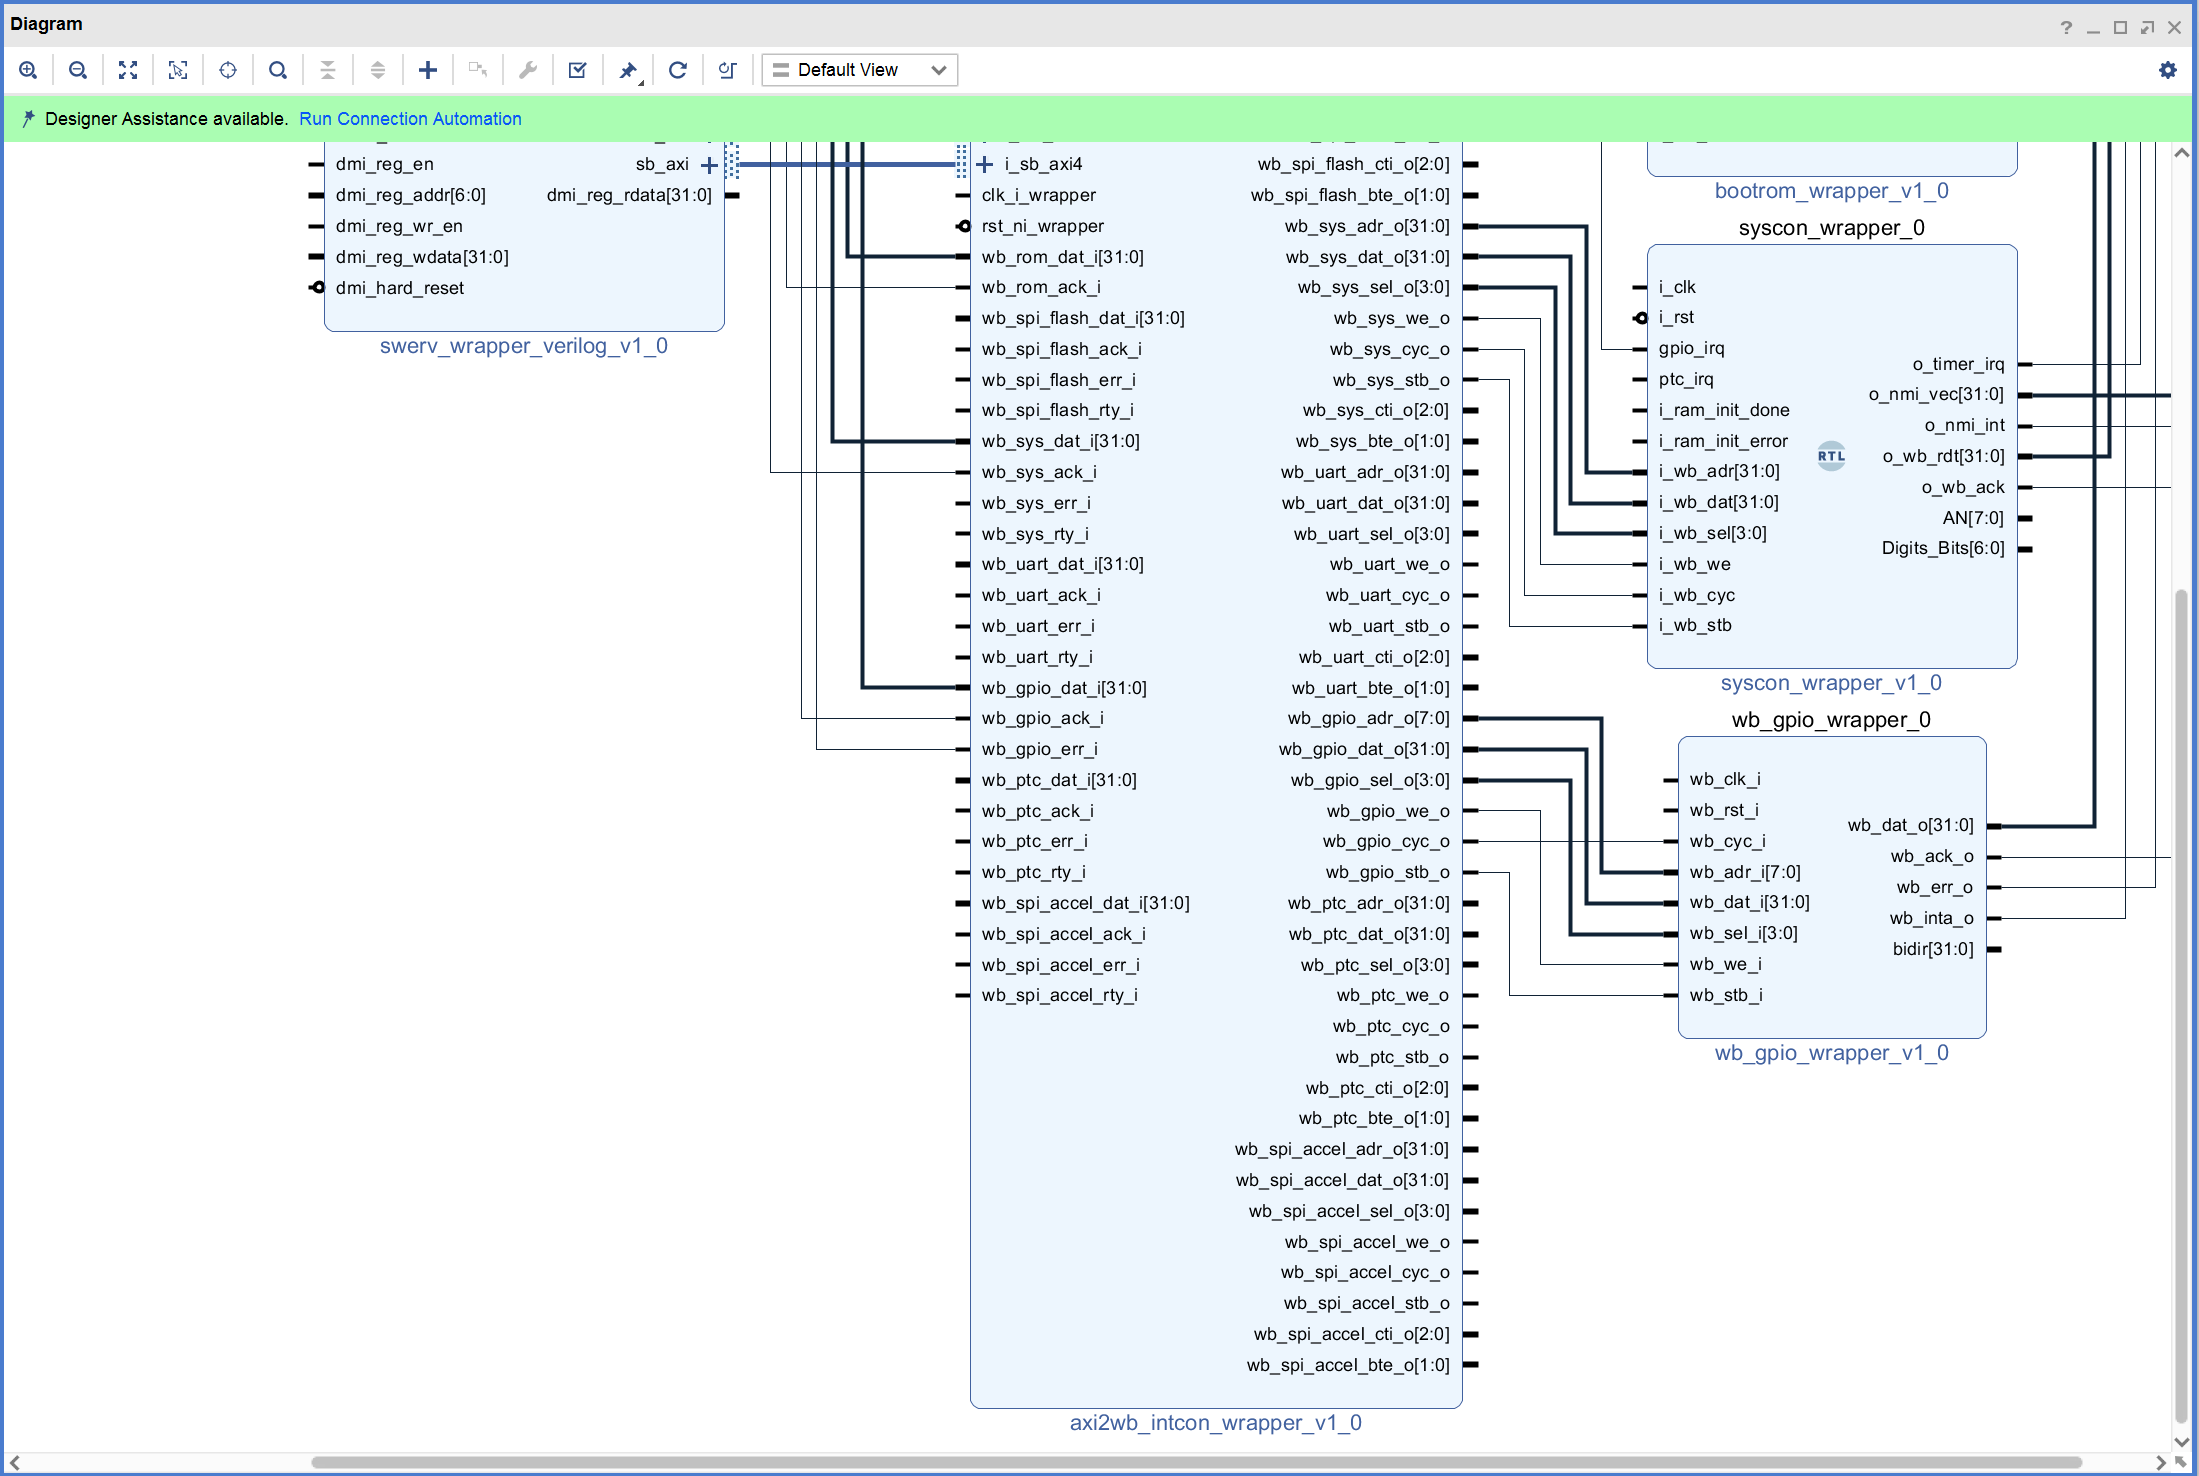 Diagram
Default View
Designer Assistance available. Run Connection Automation
dmi_reg_en
dmi_reg_addr[6:0]
dmi_reg_wr_en
dmi_reg_wdata[31:0]
dmi_hard_reset
sb_axi
dmi_reg_rdata[31:0]
swerv_wrapper_verilog_v1_0
i_sb_axi4
clk_i_wrapper
rst_ni_wrapper
wb_rom_dat_i[31:0]
wb_rom_ack_i
wb_spi_flash_dat_i[31:0]
wb_spi_flash_ack_i
wb_spi_flash_err_i
wb_spi_flash_rty_i
wb_sys_dat_i[31:0]
wb_sys_ack_i
wb_sys_err_i
wb_sys_rty_i
wb_uart_dat_i[31:0]
wb_uart_ack_i
wb_uart_err_i
wb_uart_rty_i
wb_gpio_dat_i[31:0]
wb_gpio_ack_i
wb_gpio_err_i
wb_ptc_dat_i[31:0]
wb_ptc_ack_i
wb_ptc_err_i
wb_ptc_rty_i
wb_spi_accel_dat_i[31:0]
wb_spi_accel_ack_i
wb_spi_accel_err_i
wb_spi_accel_rty_i
wb_spi_flash_cti_o[2:0]
wb_spi_flash_bte_o[1:0]
wb_sys_adr_o[31:0]
wb_sys_dat_o[31:0]
wb_sys_sel_o[3:0]
wb_sys_we_o
wb_sys_cyc_o
wb_sys_stb_o
wb_sys_cti_o[2:0]
wb_sys_bte_o[1:0]
wb_uart_adr_o[31:0]
wb_uart_dat_o[31:0]
wb_uart_sel_o[3:0]
wb_uart_we_o
wb_uart_cyc_o
wb_uart_stb_o
wb_uart_cti_o[2:0]
wb_uart_bte_o[1:0]
wb_gpio_adr_o[7:0]
wb_gpio_dat_o[31:0]
wb_gpio_sel_o[3:0]
wb_gpio_we_o
wb_gpio_cyc_o
wb_gpio_stb_o
wb_ptc_adr_o[31:0]
wb_ptc_dat_o[31:0]
wb_ptc_sel_o[3:0]
wb_ptc_we_o
wb_ptc_cyc_o
wb_ptc_stb_o
wb_ptc_cti_o[2:0]
wb_ptc_bte_o[1:0]
wb_spi_accel_adr_o[31:0]
wb_spi_accel_dat_o[31:0]
wb_spi_accel_sel_o[3:0]
wb_spi_accel_we_o
wb_spi_accel_cyc_o
wb_spi_accel_stb_o
wb_spi_accel_cti_o[2:0]
wb_spi_accel_bte_o[1:0]
axi2wb_intcon_wrapper_v1_0
bootrom_wrapper_v1_0
syscon_wrapper_0
i_clk
i_rst
gpio_irq
ptc_irq
i_ram_init_done
i_ram_init_error
i_wb_adr[31:0]
i_wb_dat[31:0]
i_wb_sel[3:0]
i_wb_we
i_wb_cyc
i_wb_stb
RTL
o_timer_irq
o_nmi_vec[31:0]
o_nmi_int
o_wb_rdt[31:0]
o_wb_ack
AN[7:0]
Digits_Bits[6:0]
syscon_wrapper_v1_0
wb_gpio_wrapper_0
wb_clk_i
wb_rst_i
wb_cyc_i
wb_adr_i[7:0]
wb_dat_i[31:0]
wb_sel_i[3:0]
wb_we_i
wb_stb_i
wb_dat_o[31:0]
wb_ack_o
wb_err_o
wb_inta_o
bidir[31:0]
wb_gpio_wrapper_v1_0